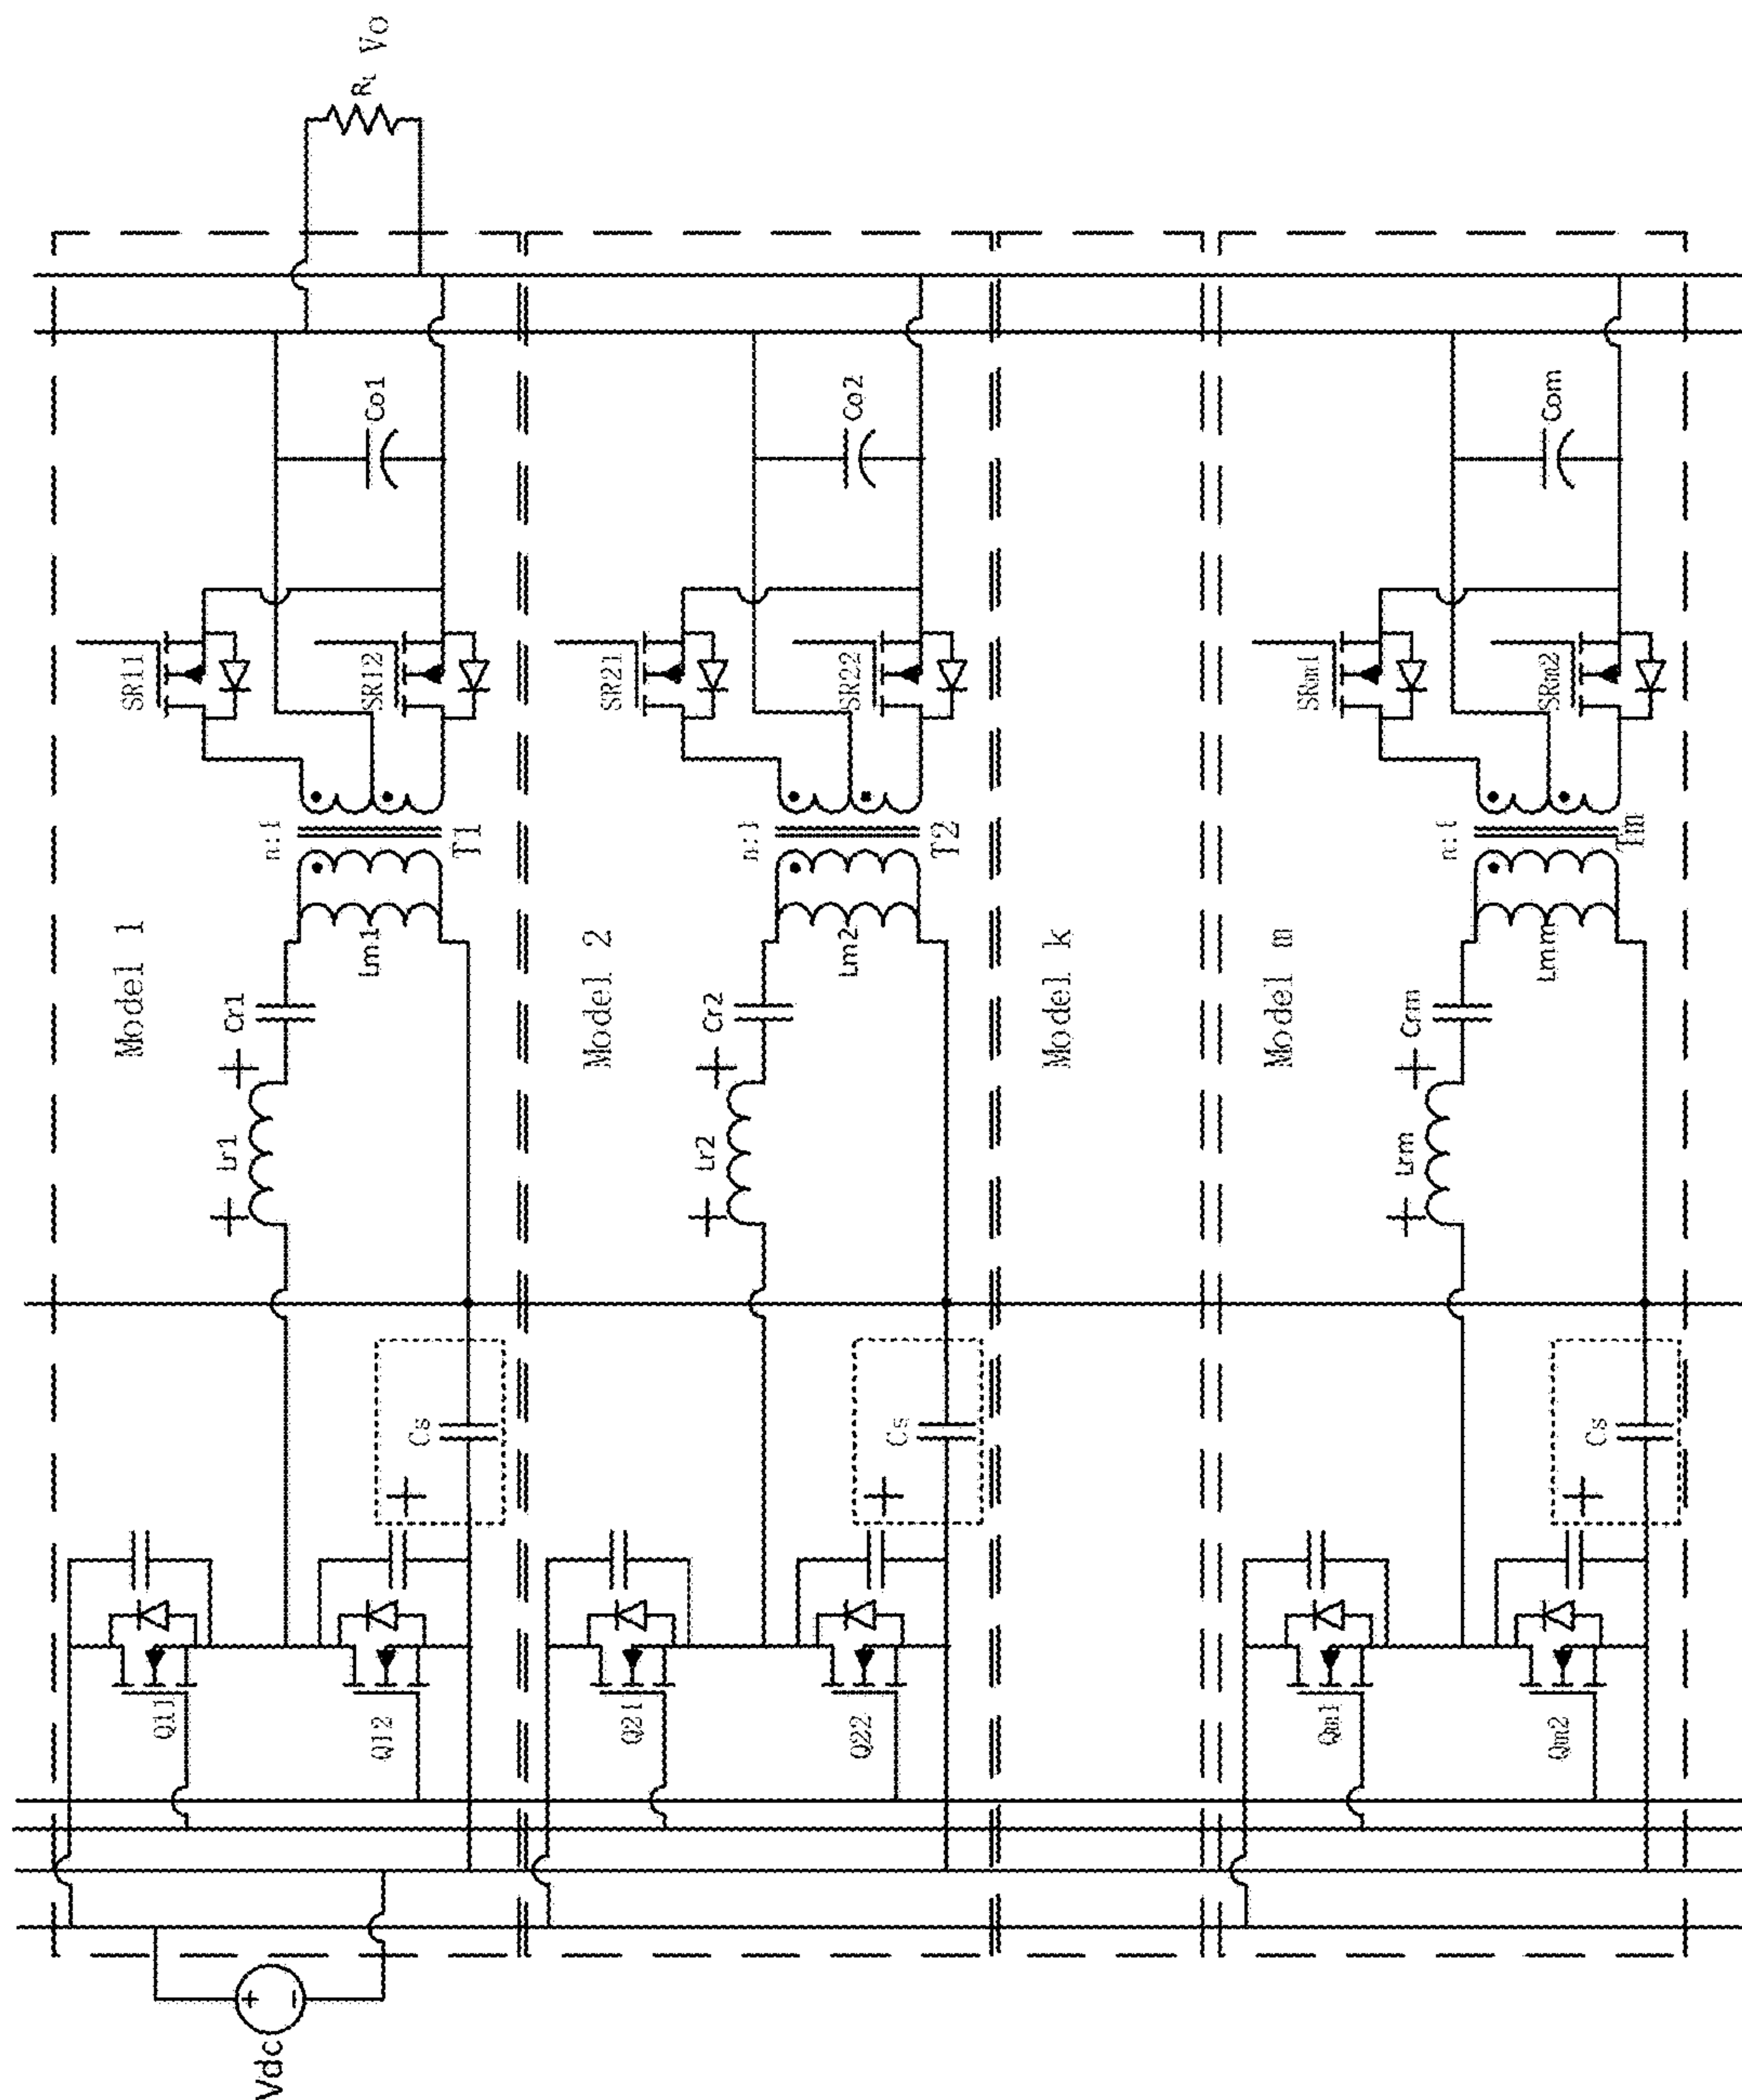 Vdc
+
-
Model 1
Q11
Q12
Cs
+
Lr1
+
+
Cr1
Lm1
n:1
T1
SR11
SR12
Co1
RL
Vo
Model 2
Q21
Q22
Cs
+
Lr2
+
+
Cr2
Lm2
n:1
T2
SR21
SR22
Co2
Model k
Model m
Qm1
Qm2
Cs
+
Lrm
+
+
Crm
Lmm
n:1
Tm
SRm1
SRm2
Com